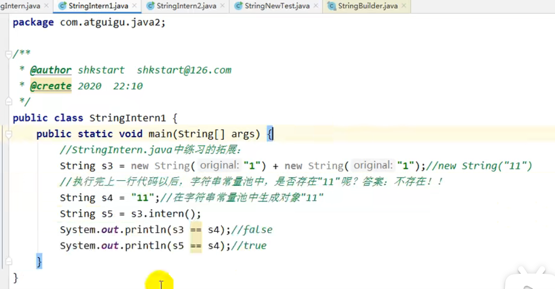 StringIntern.java StringIntern1.java StringIntern2.java StringNewTest.java StringBuilder.java
package com.atguigu.java2;
/**
* @author shkstart shkstart@126.com
* @create 2020 22:10
*/
public class StringIntern1 {
public static void main(String[] args) {
//StringIntern.java中练习的拓展:
String s3 = new String( original: "1") + new String( original: "1");//new String("11")
//执行完上一行代码以后，字符串常量池中，是否存在"11"呢？答案：不存在！！
String s4 = "11";//在字符串常量池中生成对象"11"
String s5 = s3.intern();
System.out.println(s3 == s4);//false
System.out.println(s5 == s4);//true
}
}